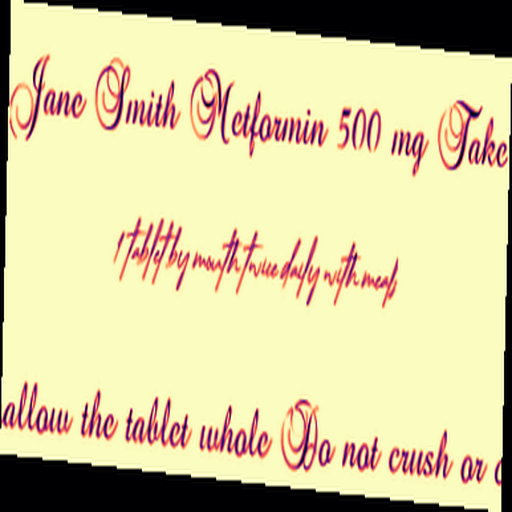 Jane Smith Metformin 500 mg Take
1 tablet by mouth twice daily with meals
allow the tablet whole Do not crush or c